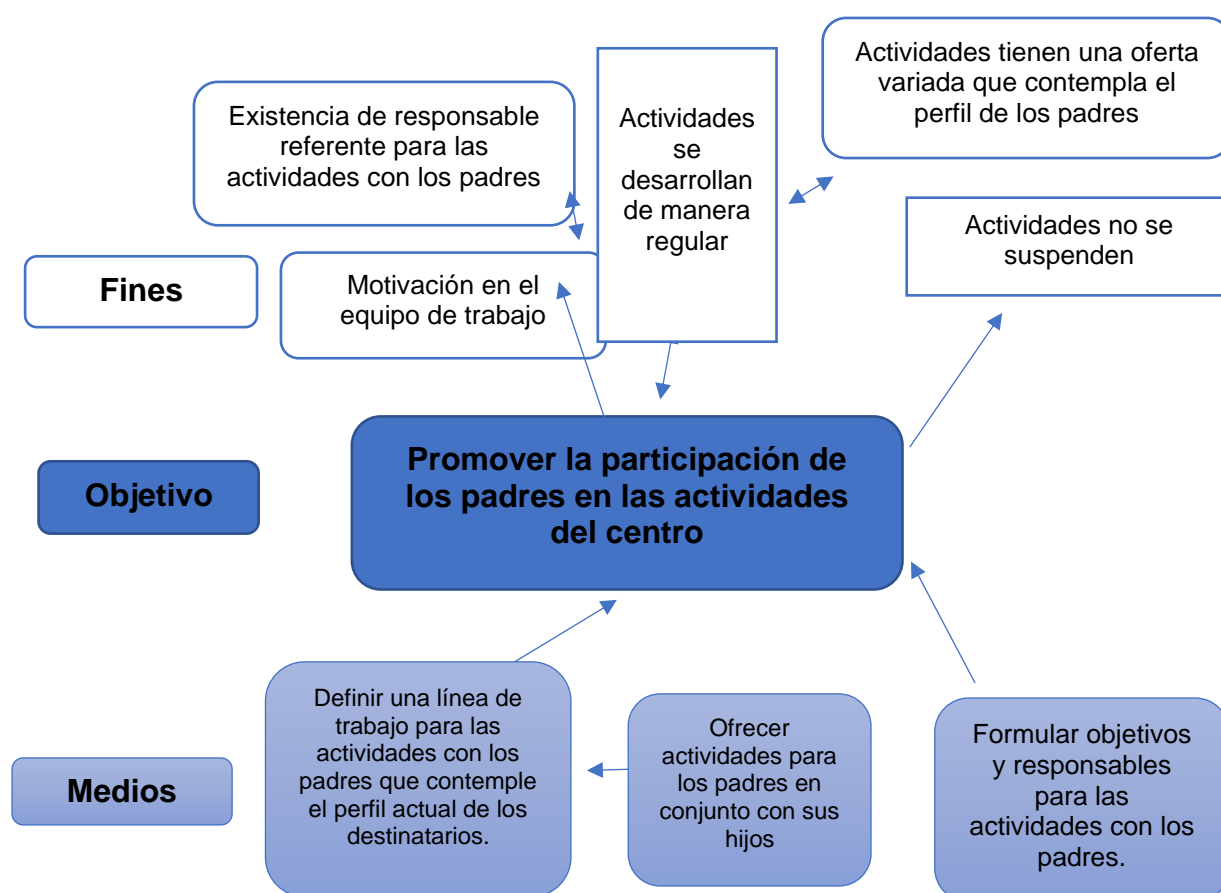 Existencia de responsable
referente para las
actividades con los padres
Actividades
se
desarrollan
de manera
regular
Actividades tienen una oferta
variada que contempla el
perfil de los padres
Actividades no se
suspenden
Fines
Motivación en el
equipo de trabajo
Objetivo
Promover la participación de
los padres en las actividades
del centro
Medios
Definir una línea de
trabajo para las
actividades con los
padres que contemple
el perfil actual de los
destinatarios.
Ofrecer
actividades para
los padres en
conjunto con sus
hijos
Formular objetivos
y responsables
para las
actividades con los
padres.